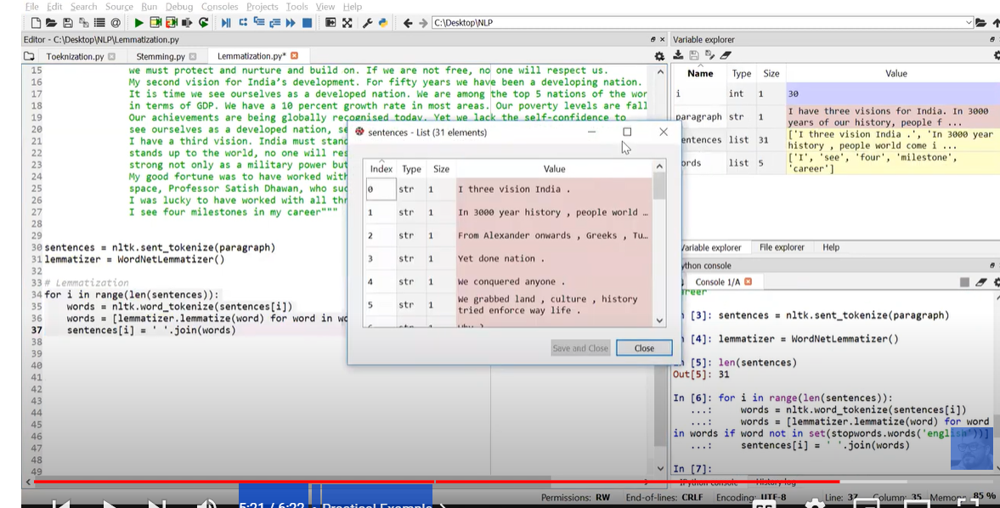 File Edit Search Source Run Debug Consoles Projects Tools View Help
C:\Desktop\NLP
Editor - C:\Desktop\NLP\Lemmatization.py
Toeknization.py Stemming.py Lemmatization.py*
15 we must protect and nurture and build on. If we are not free, no one will respect us.
16 My second vision for India's development. For fifty years we have been a developing nation.
17 It is time we see ourselves as a developed nation. We are among the top 5 nations of the wor
18 in terms of GDP. We have a 10 percent growth rate in most areas. Our poverty levels are fall
19 Our achievements are being globally recognised today. Yet we lack the self-confidence to
20 see ourselves as a developed nation, se
21 I have a third vision. India must stand
22 stands up to the world, no one will res
23 strong not only as a military power but
24 My good fortune was to have worked with
25 space, Professor Satish Dhawan, who suc
26 I was lucky to have worked with all thr
27 I see four milestones in my career"""
28
29
30 sentences = nltk.sent_tokenize(paragraph)
31 lemmatizer = WordNetLemmatizer()
32
33 # Lemmatization
34 for i in range(len(sentences)):
35 words = nltk.word_tokenize(sentences[i])
36 words = [lemmatizer.lemmatize(word) for word in wo
37 sentences[i] = ' '.join(words)
38
39
40
41
42
43
44
45
46
47
48
49
sentences - List (31 elements)
Index Type Size Value
0 str 1 I three vision India .
1 str 1 In 3000 year history , people world …
2 str 1 From Alexander onwards , Greeks , Tu…
3 str 1 Yet done nation .
4 str 1 We conquered anyone .
5 str 1 We grabbed land , culture , history
tried enforce way life .
Save and Close Close
Variable explorer
Name Type Size Value
i int 1 30
paragraph str 1 I have three visions for India. In 3000
years of our history, people f ...
entences list 31 ['I three vision India .', 'In 3000 year
history , people world come i ...
ords list 5 ['I', 'see', 'four', 'milestone',
'career']
Variable explorer File explorer Help
ython console
Console 1/A
[3]: sentences = nltk.sent_tokenize(paragraph)
[4]: lemmatizer = WordNetLemmatizer()
[5]: len(sentences)
Out[5]: 31
In [6]: for i in range(len(sentences)):
...: words = nltk.word_tokenize(sentences[i])
...: words = [lemmatizer.lemmatize(word) for word
in words if word not in set(stopwords.words('english'))]
...: sentences[i] = ' '.join(words)
In [7]:
IPython console History log
Permissions: RW End-of-lines: CRLF Encoding: UTF-8 Line: 37 Column: 35 Memory: 85 %
5:21 / 6:22 • Practical Example